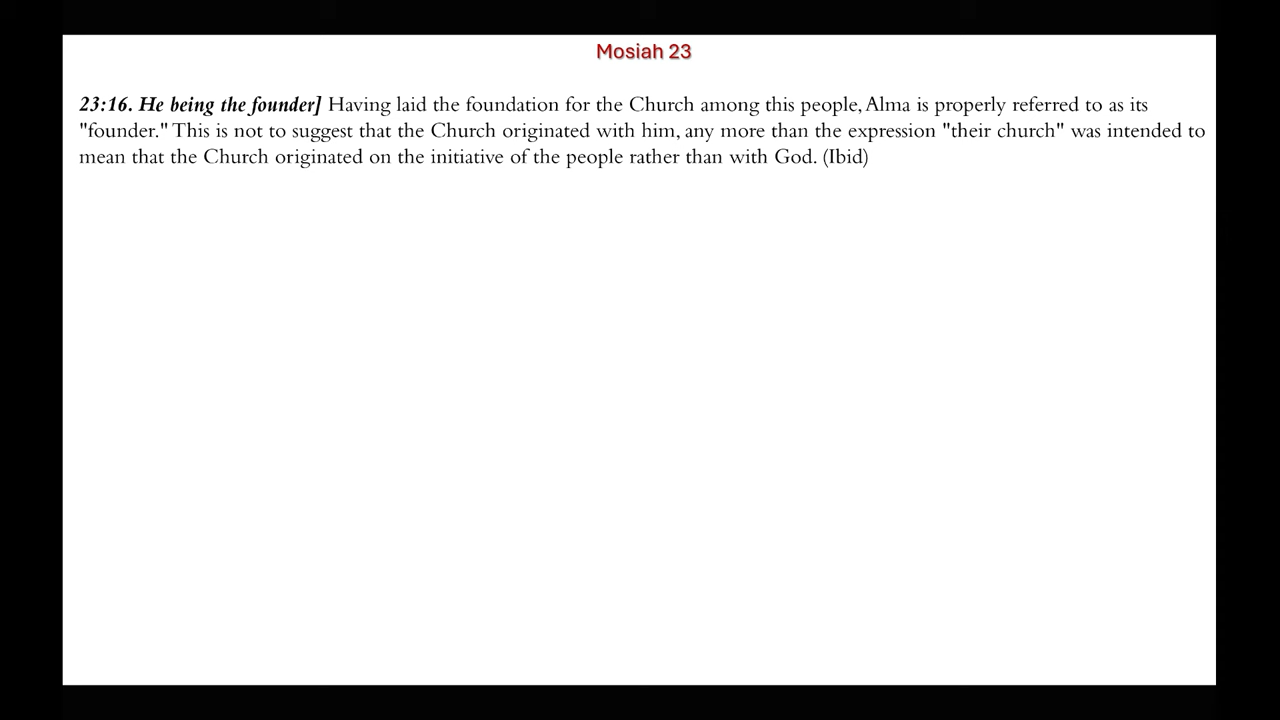 Mosiah 23
23:16. He being the founder] Having laid the foundation for the Church among this people, Alma is properly referred to as its
"founder." This is not to suggest that the Church originated with him, any more than the expression "their church" was intended to
mean that the Church originated on the initiative of the people rather than with God. (Ibid)